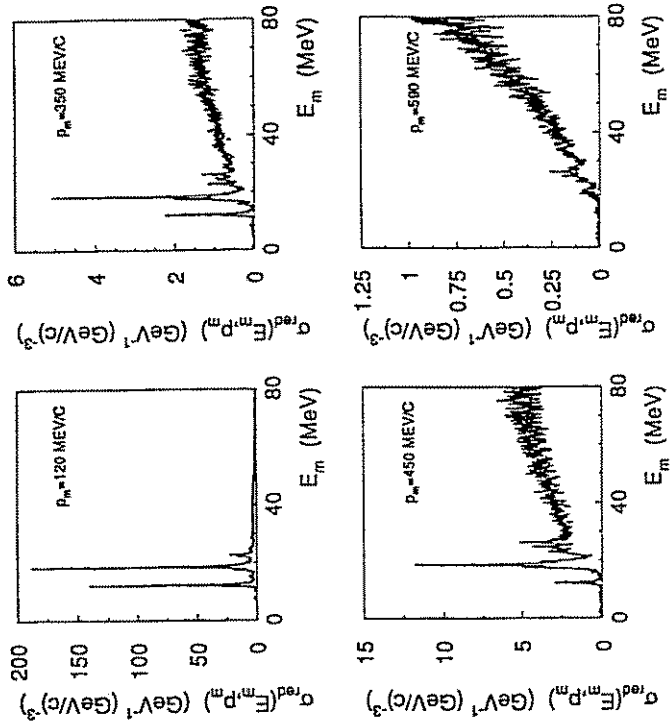 p_m=120 MEV/C
200
150
100
50
0
σ_red(E_m,p_m) (GeV^-1 (GeV/c)^-3)
0
40
80
E_m (MeV)
p_m=350 MEV/C
6
4
2
0
σ_red(E_m,p_m) (GeV^-1 (GeV/c)^-3)
0
40
80
E_m (MeV)
p_m=450 MEV/C
15
10
5
0
σ_red(E_m,p_m) (GeV^-1 (GeV/c)^-3)
0
40
80
E_m (MeV)
p_m=590 MEV/C
1.25
1
0.75
0.5
0.25
0
σ_red(E_m,p_m) (GeV^-1 (GeV/c)^-3)
0
40
80
E_m (MeV)